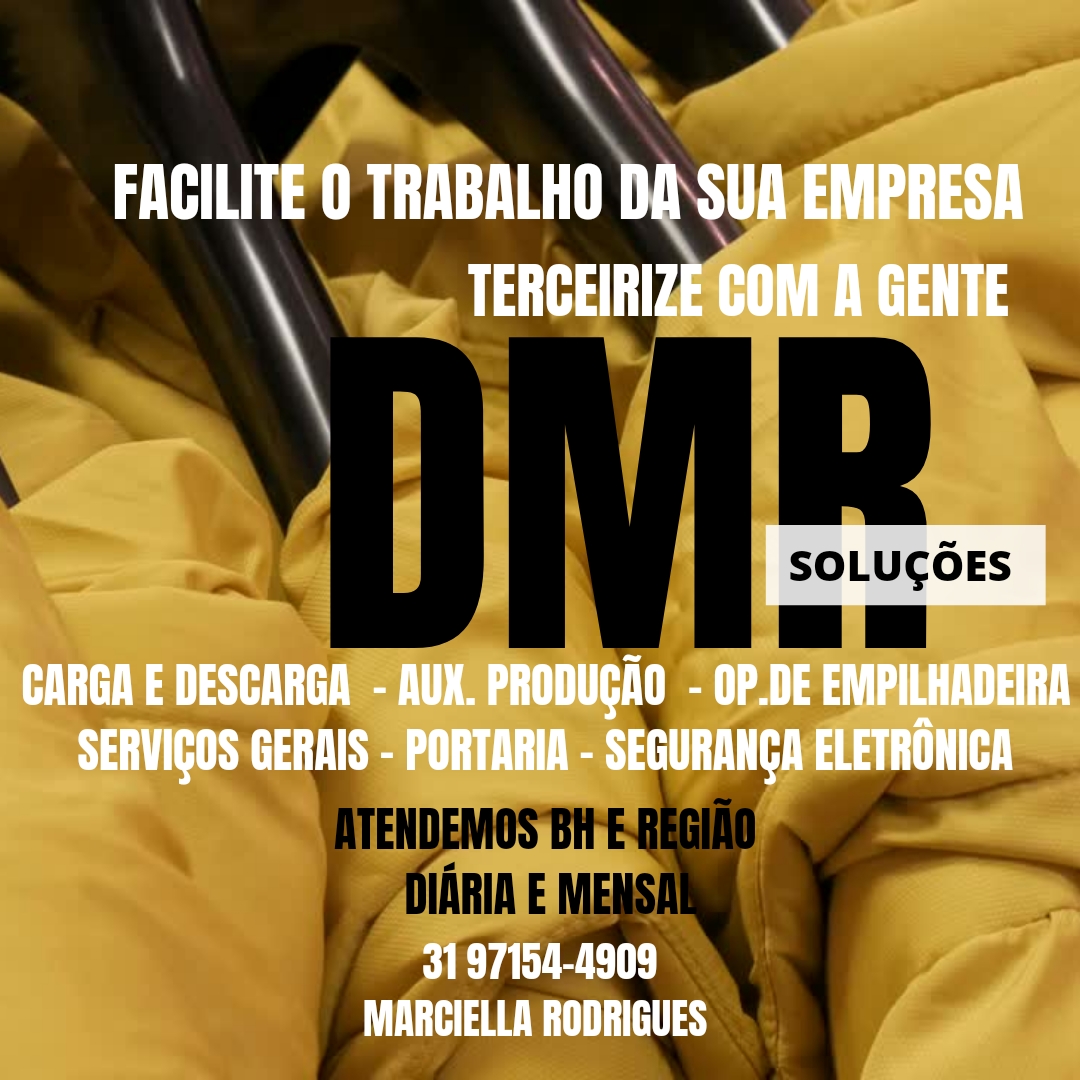 FACILITE O TRABALHO DA SUA EMPRESA
TERCEIRIZE COM A GENTE
DMR
SOLUÇÕES
CARGA E DESCARGA - AUX. PRODUÇÃO - OP.DE EMPILHADEIRA
SERVIÇOS GERAIS - PORTARIA - SEGURANÇA ELETRÔNICA
ATENDEMOS BH E REGIÃO
DIÁRIA E MENSAL
31 97154-4909
MARCIELLA RODRIGUES